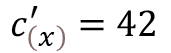 c′(x) = 42